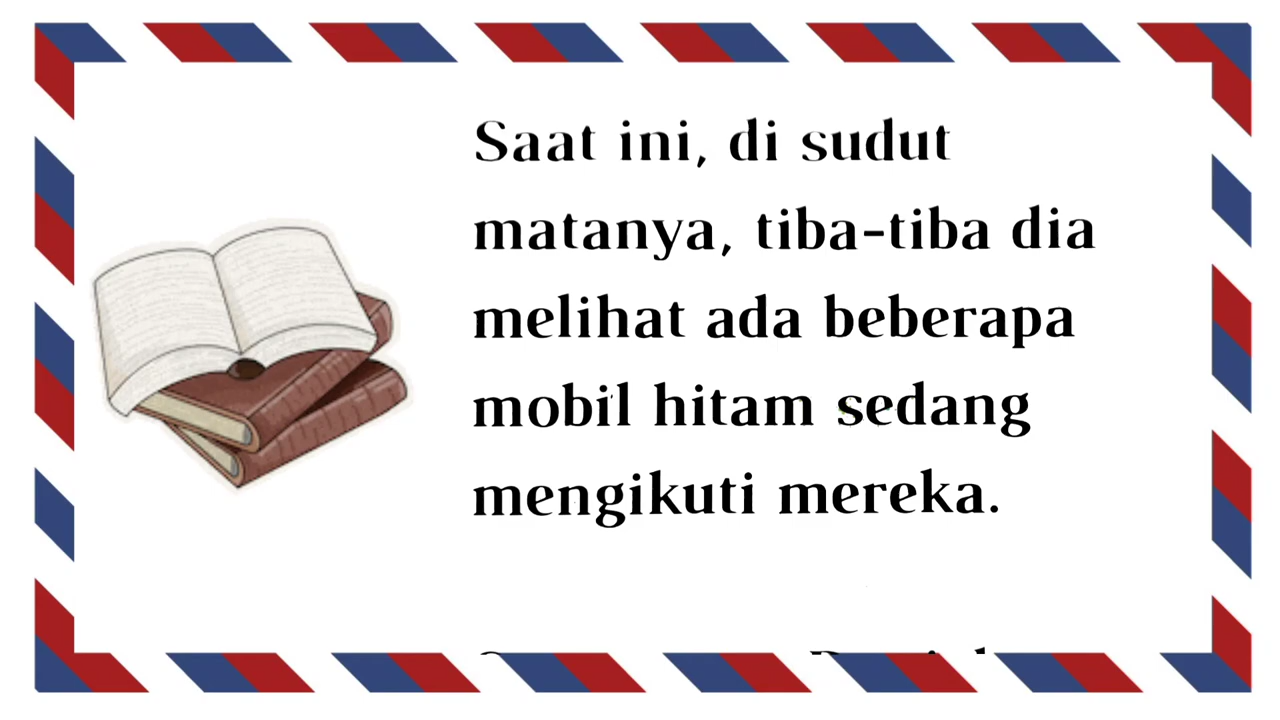 Saat ini, di sudut
matanya, tiba-tiba dia
melihat ada beberapa
mobil hitam sedang
mengikuti mereka.